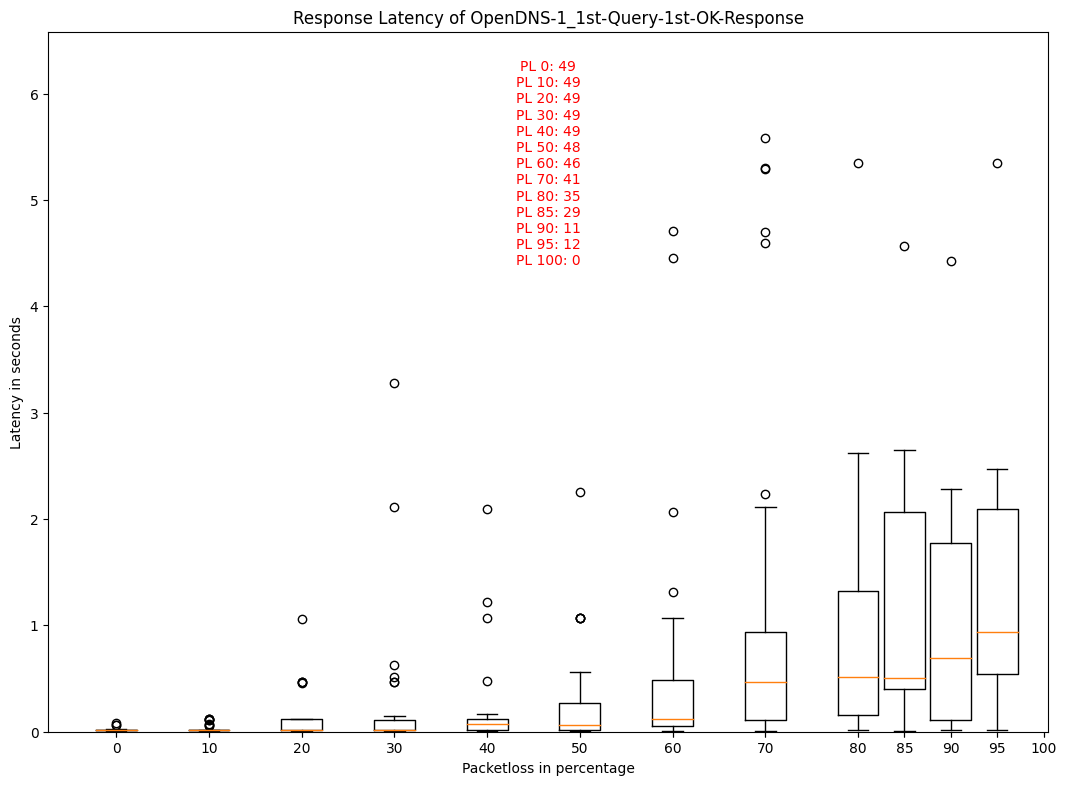 Response Latency of OpenDNS-1_1st-Query-1st-OK-Response
PL 0: 49
PL 10: 49
PL 20: 49
PL 30: 49
PL 40: 49
PL 50: 48
PL 60: 46
PL 70: 41
PL 80: 35
PL 85: 29
PL 90: 11
PL 95: 12
PL 100: 0
Latency in seconds
6
5
4
3
2
1
0
0 10 20 30 40 50 60 70 80 85 90 95 100
Packetloss in percentage